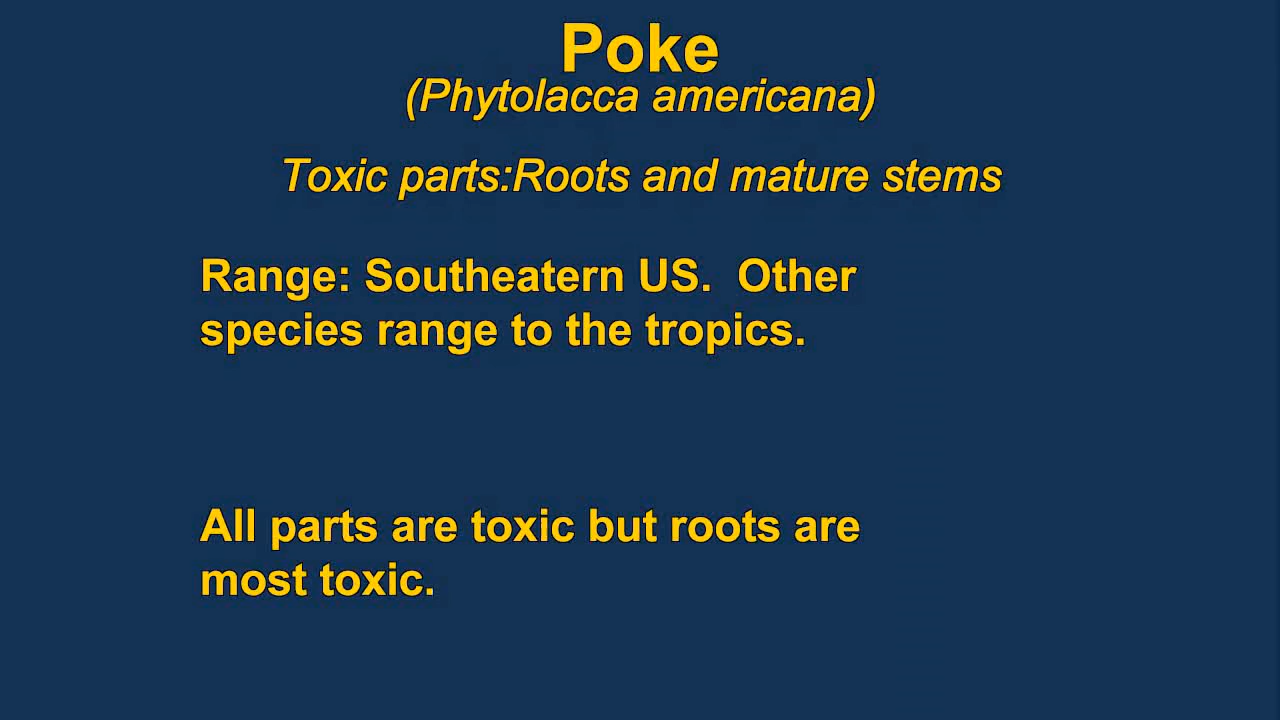 Poke
(Phytolacca americana)
Toxic parts:Roots and mature stems
Range: Southeatern US.  Other
species range to the tropics.
All parts are toxic but roots are
most toxic.